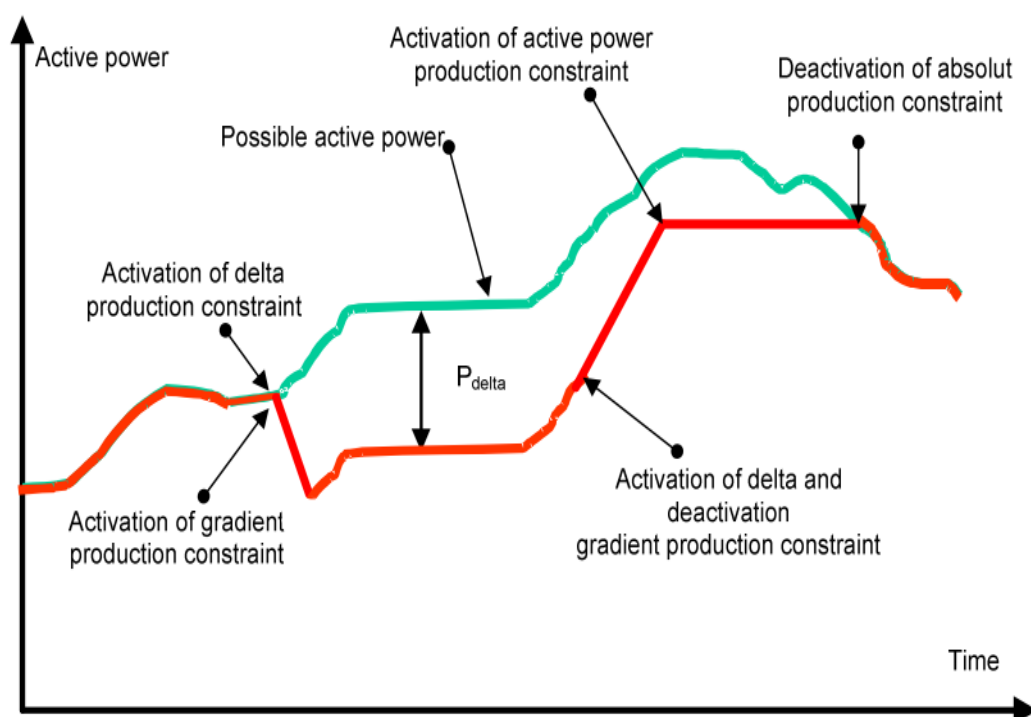 Active power
Activation of active power
production constraint
Deactivation of absolut
production constraint
Possible active power
Activation of delta
production constraint
P_delta
Activation of gradient
production constraint
Activation of delta and
deactivation
gradient production constraint
Time